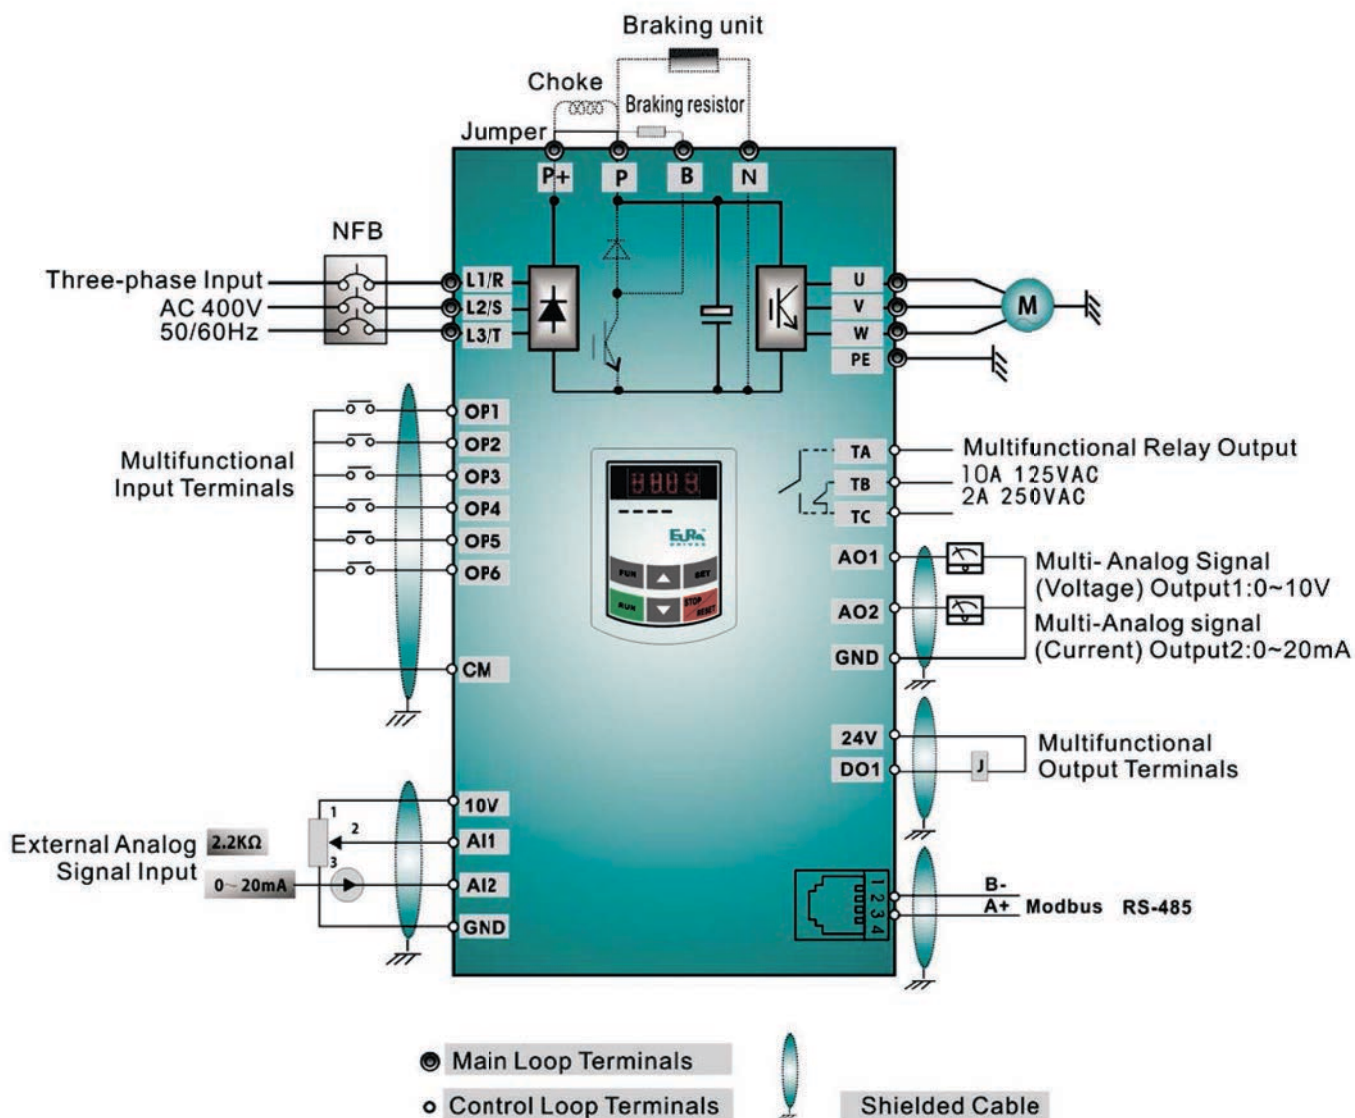 Braking unit
Choke
Braking resistor
Jumper
P+ P B N
NFB
Three-phase Input
AC 400V
50/60Hz
L1/R
L2/S
L3/T
U
V
W
PE
M
Multifunctional
Input Terminals
OP1
OP2
OP3
OP4
OP5
OP6
CM
EURA
DRIVES
FUN
SET
RUN
STOP
RESET
TA
TB
TC
Multifunctional Relay Output
10A 125VAC
2A 250VAC
AO1
AO2
GND
Multi- Analog Signal
(Voltage) Output1:0~10V
Multi-Analog signal
(Current) Output2:0~20mA
24V
DO1
J
Multifunctional
Output Terminals
External Analog
Signal Input
2.2KΩ
0~ 20mA
1
2
3
10V
AI1
AI2
GND
1
2
3
4
B-
A+
Modbus RS-485
Main Loop Terminals
Control Loop Terminals
Shielded Cable